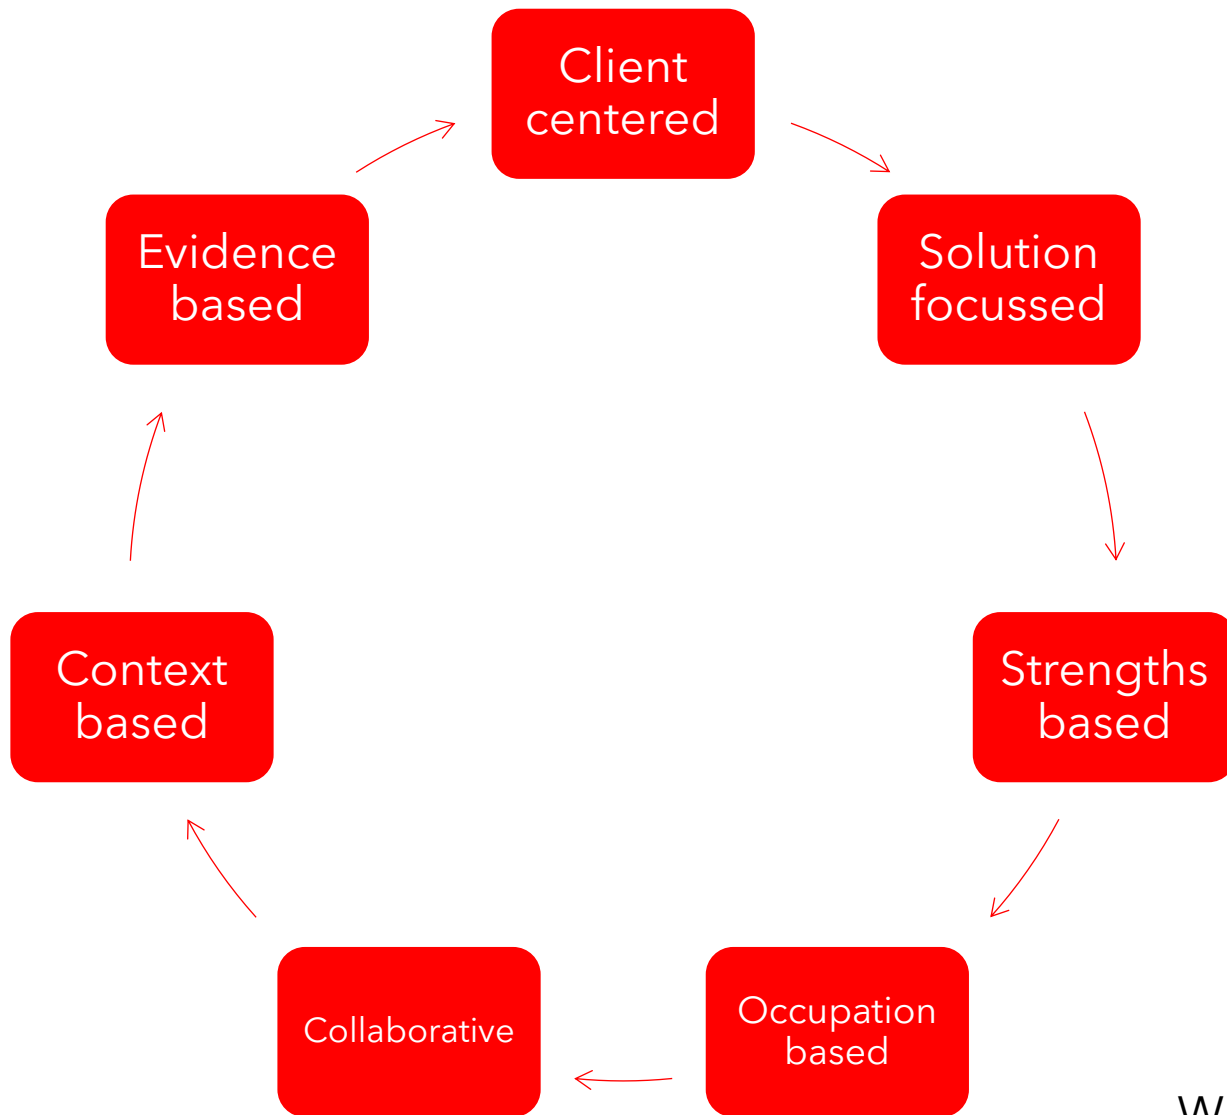 Client
centered
Solution
focussed
Strengths
based
Occupation
based
Collaborative
Context
based
Evidence
based
W